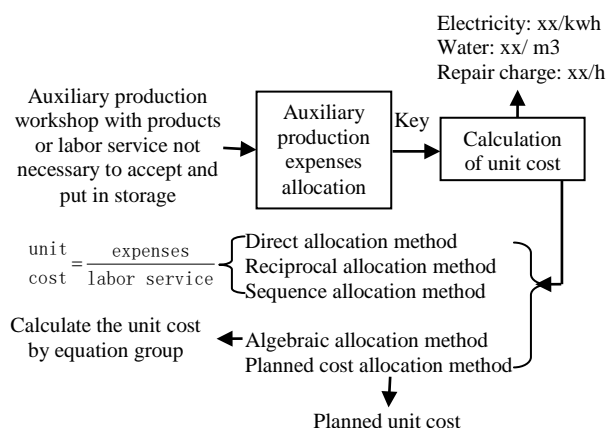 Electricity: xx/kwh
Water: xx/ m3
Repair charge: xx/h
Auxiliary production
workshop with products
or labor service not
necessary to accept and
put in storage
Auxiliary
production
expenses
allocation
Key
Calculation
of unit cost
unit
cost
=
expenses
labor service
Direct allocation method
Reciprocal allocation method
Sequence allocation method
Calculate the unit cost
by equation group
Algebraic allocation method
Planned cost allocation method
Planned unit cost